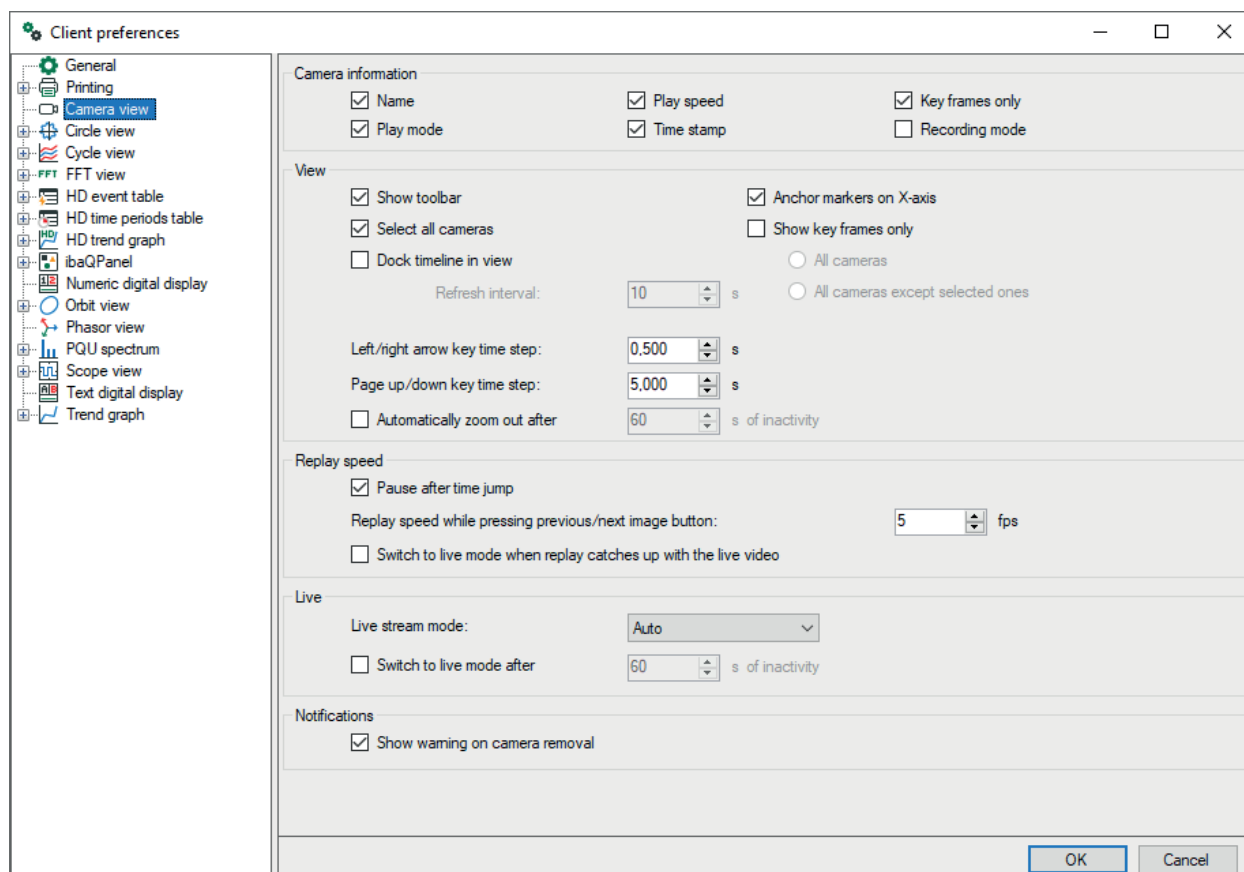 Client preferences
General
Printing
Camera view
Circle view
Cycle view
FFT FFT view
HD event table
HD time periods table
HD HD trend graph
ibaQPanel
12 Numeric digital display
Orbit view
Phasor view
PQU spectrum
Scope view
AB Text digital display
Trend graph
Camera information
Name Play speed Key frames only
Play mode Time stamp Recording mode
View
Show toolbar Anchor markers on X-axis
Select all cameras Show key frames only
Dock timeline in view All cameras
Refresh interval: 10 s All cameras except selected ones
Left/right arrow key time step: 0,500 s
Page up/down key time step: 5,000 s
Automatically zoom out after 60 s of inactivity
Replay speed
Pause after time jump
Replay speed while pressing previous/next image button: 5 fps
Switch to live mode when replay catches up with the live video
Live
Live stream mode: Auto
Switch to live mode after 60 s of inactivity
Notifications
Show warning on camera removal
OK Cancel